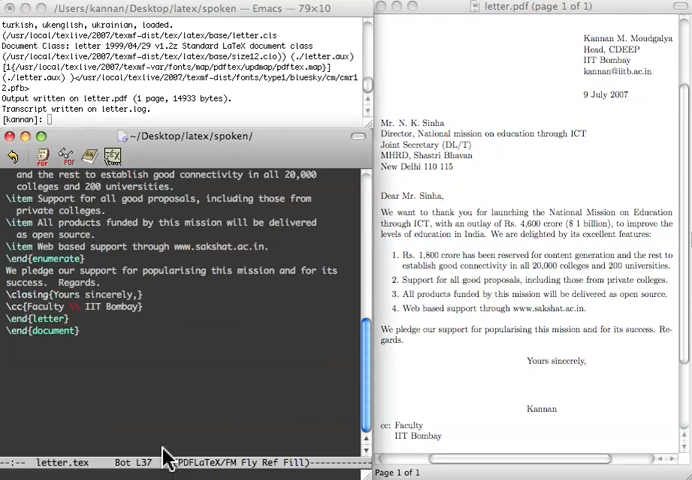 ~/Desktop/latex/spoken — Emacs — 79×10
turkish, ukenglish, ukrainian, loaded.
(/usr/local/texlive/2007/texmf-dist/tex/latex/base/letter.cls
Document Class: letter 1999/04/29 v1.2z Standard LaTeX document class
(/usr/local/texlive/2007/texmf-dist/tex/latex/base/size12.clo)) (./letter.aux)
[1{/usr/local/texlive/2007/texmf-var/fonts/map/pdftex/updmap/pdftex.map}]
(./letter.aux) )</usr/local/texlive/2007/texmf-dist/fonts/type1/bluesky/cm/cmr1
2.pfb>
Output written on letter.pdf (1 page, 14933 bytes).
Transcript written on letter.log.
[kannan]:
~/Desktop/latex/spoken/
and the rest to establish good connectivity in all 20,000
colleges and 200 universities.
\item Support for all good proposals, including those from
private colleges.
\item All products funded by this mission will be delivered
as open source.
\item Web based support through www.sakshat.ac.in.
\end{enumerate}
We pledge our support for popularising this mission and for its
success.  Regards.
\closing{Yours sincerely,}
\cc{Faculty \\ IIT Bombay}
\end{letter}
\end{document}
--:-- letter.tex Bot L37 (PDFLaTeX/FM Fly Ref Fill)
letter.pdf (page 1 of 1)
Kannan M. Moudgalya
Head, CDEEP
IIT Bombay
kannan@iitb.ac.in
9 July 2007
Mr. N. K. Sinha
Director, National mission on education through ICT
Joint Secretary (DL/T)
MHRD, Shastri Bhavan
New Delhi 110 115
Dear Mr. Sinha,
We want to thank you for launching the National Mission on Education
through ICT, with an outlay of Rs. 4,600 crore ($ 1 billion), to improve the
levels of education in India. We are delighted by its excellent features:
1. Rs. 1,800 crore has been reserved for content generation and the rest to
establish good connectivity in all 20,000 colleges and 200 universities.
2. Support for all good proposals, including those from private colleges.
3. All products funded by this mission will be delivered as open source.
4. Web based support through www.sakshat.ac.in.
We pledge our support for popularising this mission and for its success. Re-
gards.
Yours sincerely,
Kannan
cc: Faculty
IIT Bombay
Page 1 of 1